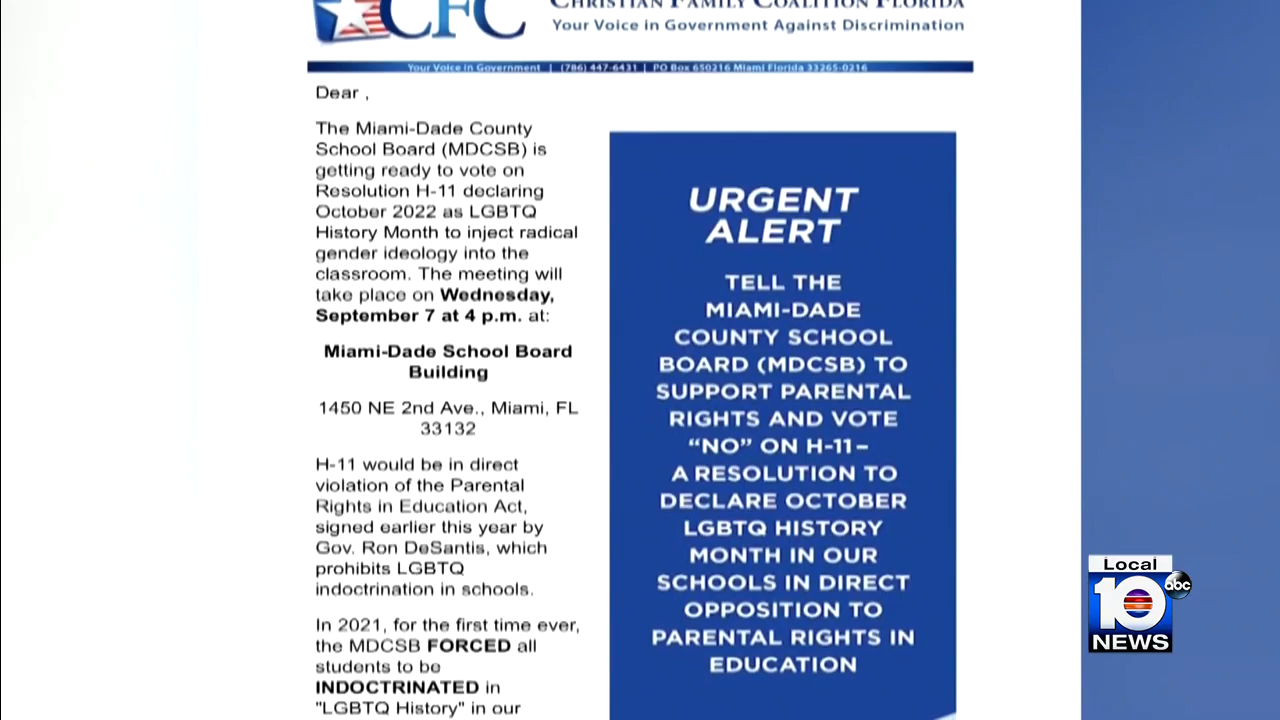 CFC
CHRISTIAN FAMILY COALITION FLORIDA
Your Voice in Government Against Discrimination
Your Voice in Government | (786) 447-6431 | PO Box 650216 Miami Florida 33265-0216
Dear ,
The Miami-Dade County
School Board (MDCSB) is
getting ready to vote on
Resolution H-11 declaring
October 2022 as LGBTQ
History Month to inject radical
gender ideology into the
classroom. The meeting will
take place on Wednesday,
September 7 at 4 p.m. at:
Miami-Dade School Board
Building
1450 NE 2nd Ave., Miami, FL
33132
H-11 would be in direct
violation of the Parental
Rights in Education Act,
signed earlier this year by
Gov. Ron DeSantis, which
prohibits LGBTQ
indoctrination in schools.
In 2021, for the first time ever,
the MDCSB FORCED all
students to be
INDOCTRINATED in
"LGBTQ History" in our
URGENT
ALERT
TELL THE
MIAMI-DADE
COUNTY SCHOOL
BOARD (MDCSB) TO
SUPPORT PARENTAL
RIGHTS AND VOTE
“NO” ON H-11–
A RESOLUTION TO
DECLARE OCTOBER
LGBTQ HISTORY
MONTH IN OUR
SCHOOLS IN DIRECT
OPPOSITION TO
PARENTAL RIGHTS IN
EDUCATION
Local
10
abc
NEWS